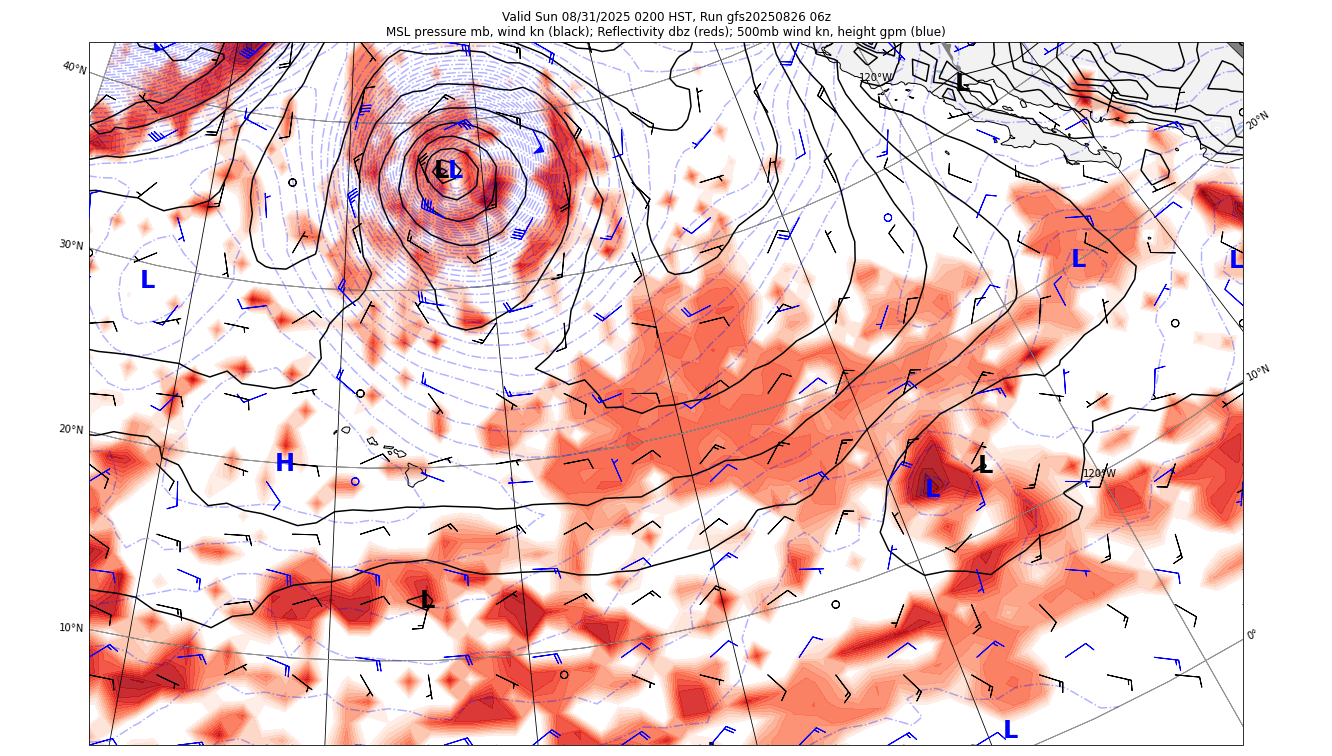 Valid Sun 08/31/2025 0200 HST, Run gfs20250826 06z
MSL pressure mb, wind kn (black); Reflectivity dbz (reds); 500mb wind kn, height gpm (blue)
40°N
120°W
L
20°N
L L
30°N
L
L
L
10°N
20°N
H
L
120°W
L
L
10°N
0°
L